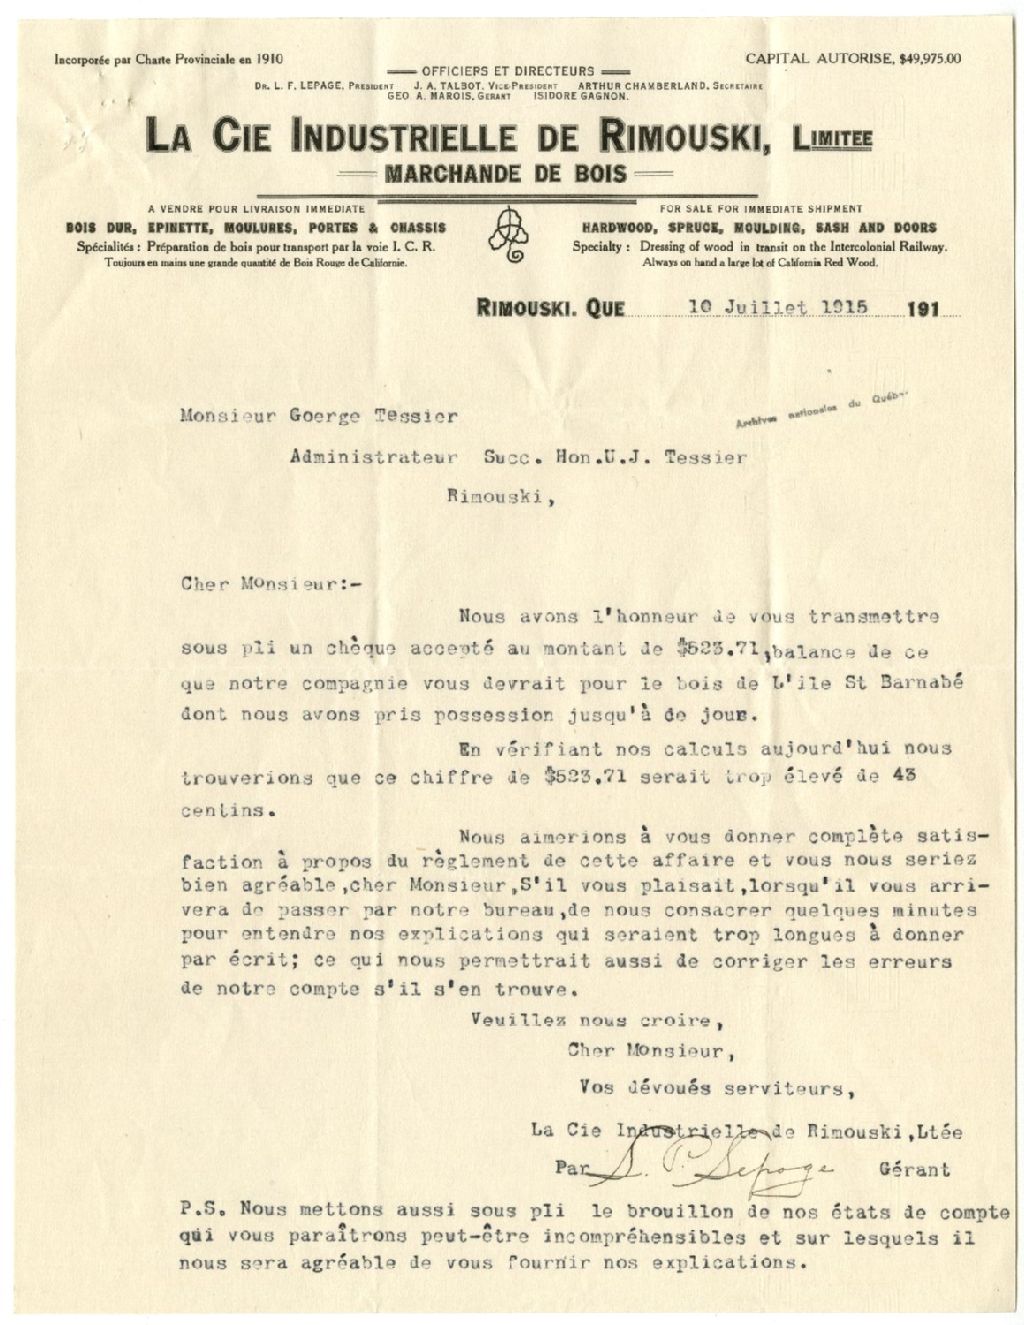 Incorporée par Charte Provinciale en 1910
CAPITAL AUTORISE, $49,975.00
OFFICIERS ET DIRECTEURS
DR. L. F. LEPAGE, PRESIDENT J. A. TALBOT, VICE-PRESIDENT ARTHUR CHAMBERLAND, SECRETAIRE
GEO A. MAROIS, GERANT ISIDORE GAGNON.
LA CIE INDUSTRIELLE DE RIMOUSKI, LIMITEE
MARCHANDE DE BOIS
A VENDRE POUR LIVRAISON IMMEDIATE
BOIS DUR, EPINETTE, MOULURES, PORTES & CHASSIS
Spécialités : Préparation de bois pour transport par la voie I. C. R.
Toujours en mains une grande quantité de Bois Rouge de Californie.
FOR SALE FOR IMMEDIATE SHIPMENT
HARDWOOD, SPRUCE, MOULDING, SASH AND DOORS
Specialty : Dressing of wood in transit on the Intercolonial Railway.
Always on hand a large lot of California Red Wood.
RIMOUSKI. QUE 10 Juillet 1915 191
Archives nationales du Québec
Monsieur Goerge Tessier
Administrateur Succ. Hon.U.J. Tessier
Rimouski,
Cher Monsieur:-
Nous avons l'honneur de vous transmettre
sous pli un chèque accepté au montant de $523.71,balance de ce
que notre compagnie vous devrait pour le bois de L'ile St Barnabé
dont nous avons pris possession jusqu'à de jour.
En vérifiant nos calculs aujourd'hui nous
trouverions que ce chiffre de $523.71 serait trop élevé de 43
centins.
Nous aimerions à vous donner complète satis-
faction à propos du règlement de cette affaire et vous nous seriez
bien agréable,cher Monsieur,S'il vous plaisait,lorsqu'il vous arri-
vera de passer par notre bureau,de nous consacrer quelques minutes
pour entendre nos explications qui seraient trop longues à donner
par écrit; ce qui nous permettrait aussi de corriger les erreurs
de notre compte s'il s'en trouve.
Veuillez nous croire,
Cher Monsieur,
Vos dévoués serviteurs,
La Cie Industrielle de Rimouski,Ltée
Par S. P. Lepage Gérant
P.S. Nous mettons aussi sous pli le brouillon de nos états de compte
qùi vous paraîtrons peut-être incompréhensibles et sur lesquels il
nous sera agréable de vous fournir nos explications.